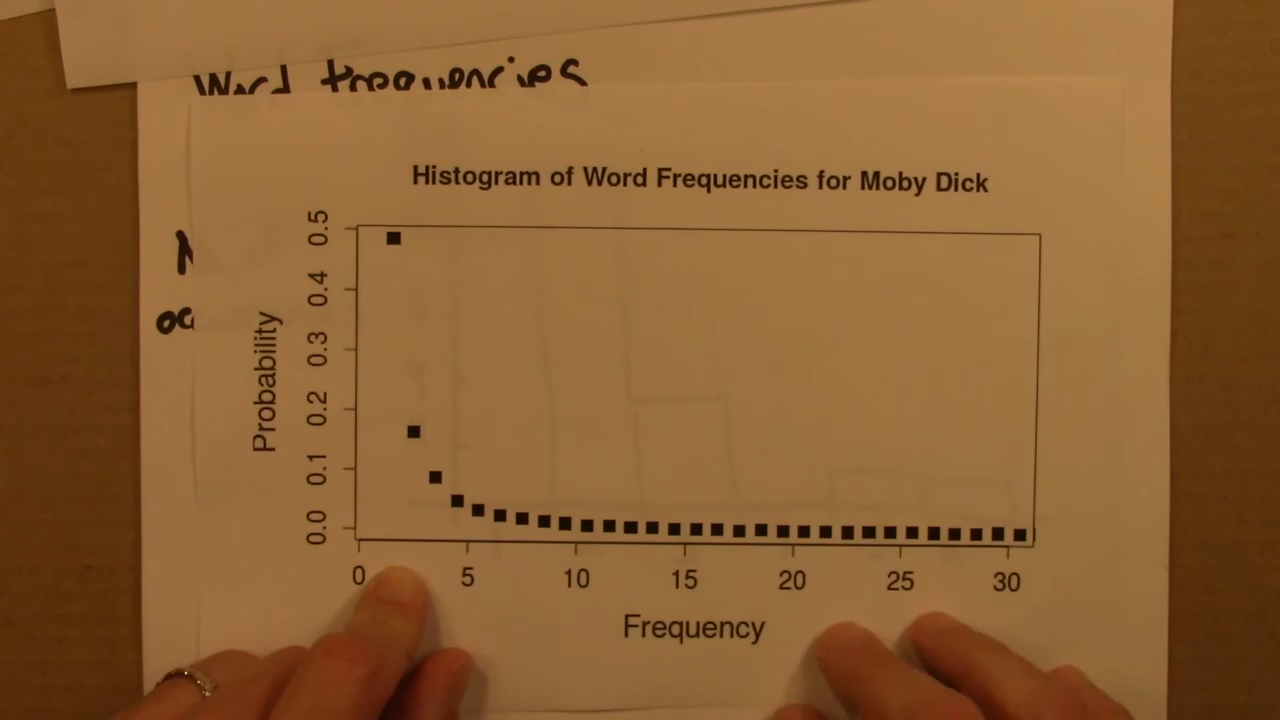 Word frequencies
Histogram of Word Frequencies for Moby Dick
Probability
0.5
0.4
0.3
0.2
0.1
0.0
0 5 10 15 20 25 30
Frequency